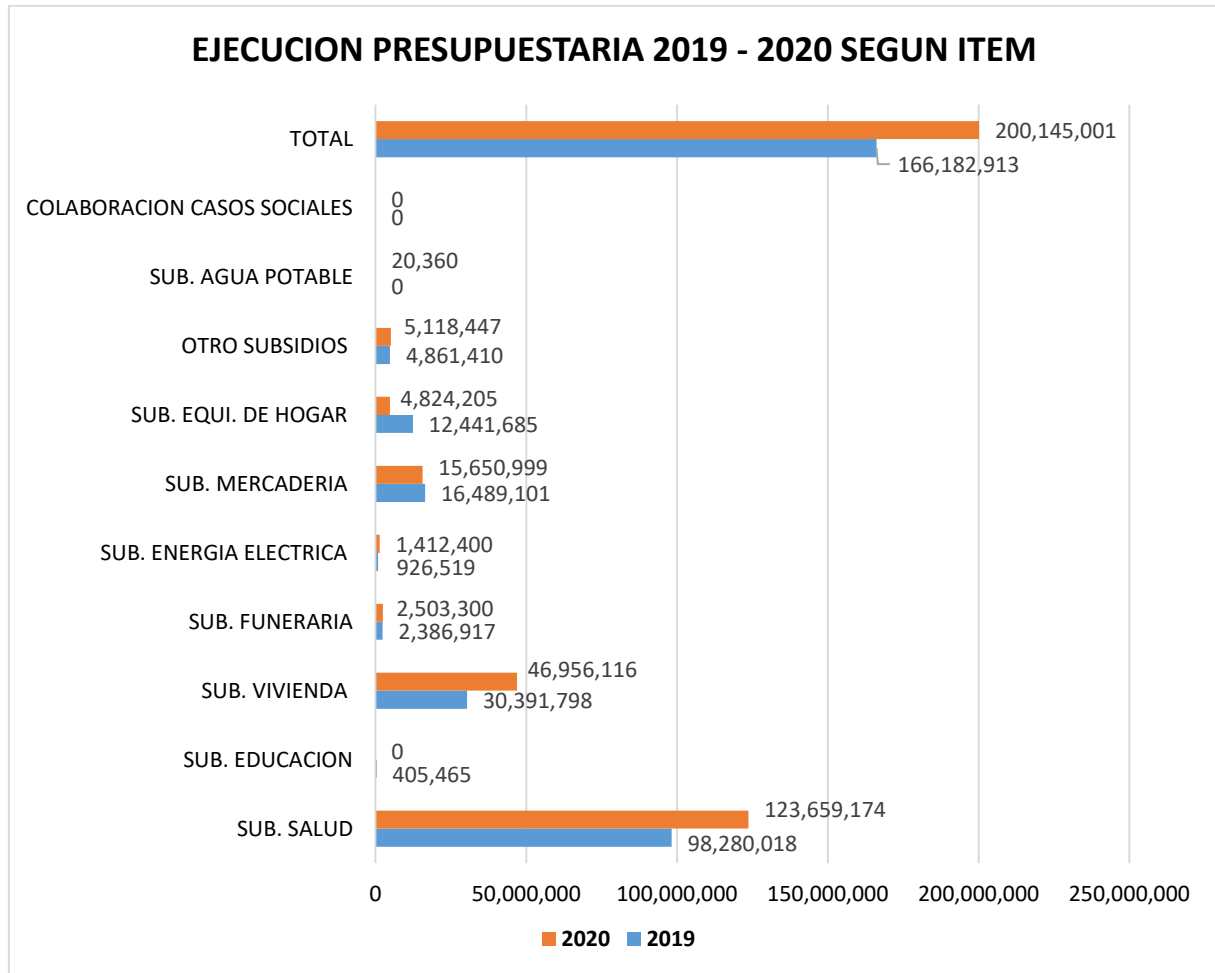 EJECUCION PRESUPUESTARIA 2019 - 2020 SEGUN ITEM
TOTAL
200,145,001
166,182,913
COLABORACION CASOS SOCIALES
0
0
SUB. AGUA POTABLE
20,360
0
OTRO SUBSIDIOS
5,118,447
4,861,410
SUB. EQUI. DE HOGAR
4,824,205
12,441,685
SUB. MERCADERIA
15,650,999
16,489,101
SUB. ENERGIA ELECTRICA
1,412,400
926,519
SUB. FUNERARIA
2,503,300
2,386,917
SUB. VIVIENDA
46,956,116
30,391,798
SUB. EDUCACION
0
405,465
SUB. SALUD
123,659,174
98,280,018
0 50,000,000 100,000,000 150,000,000 200,000,000 250,000,000
2020 2019